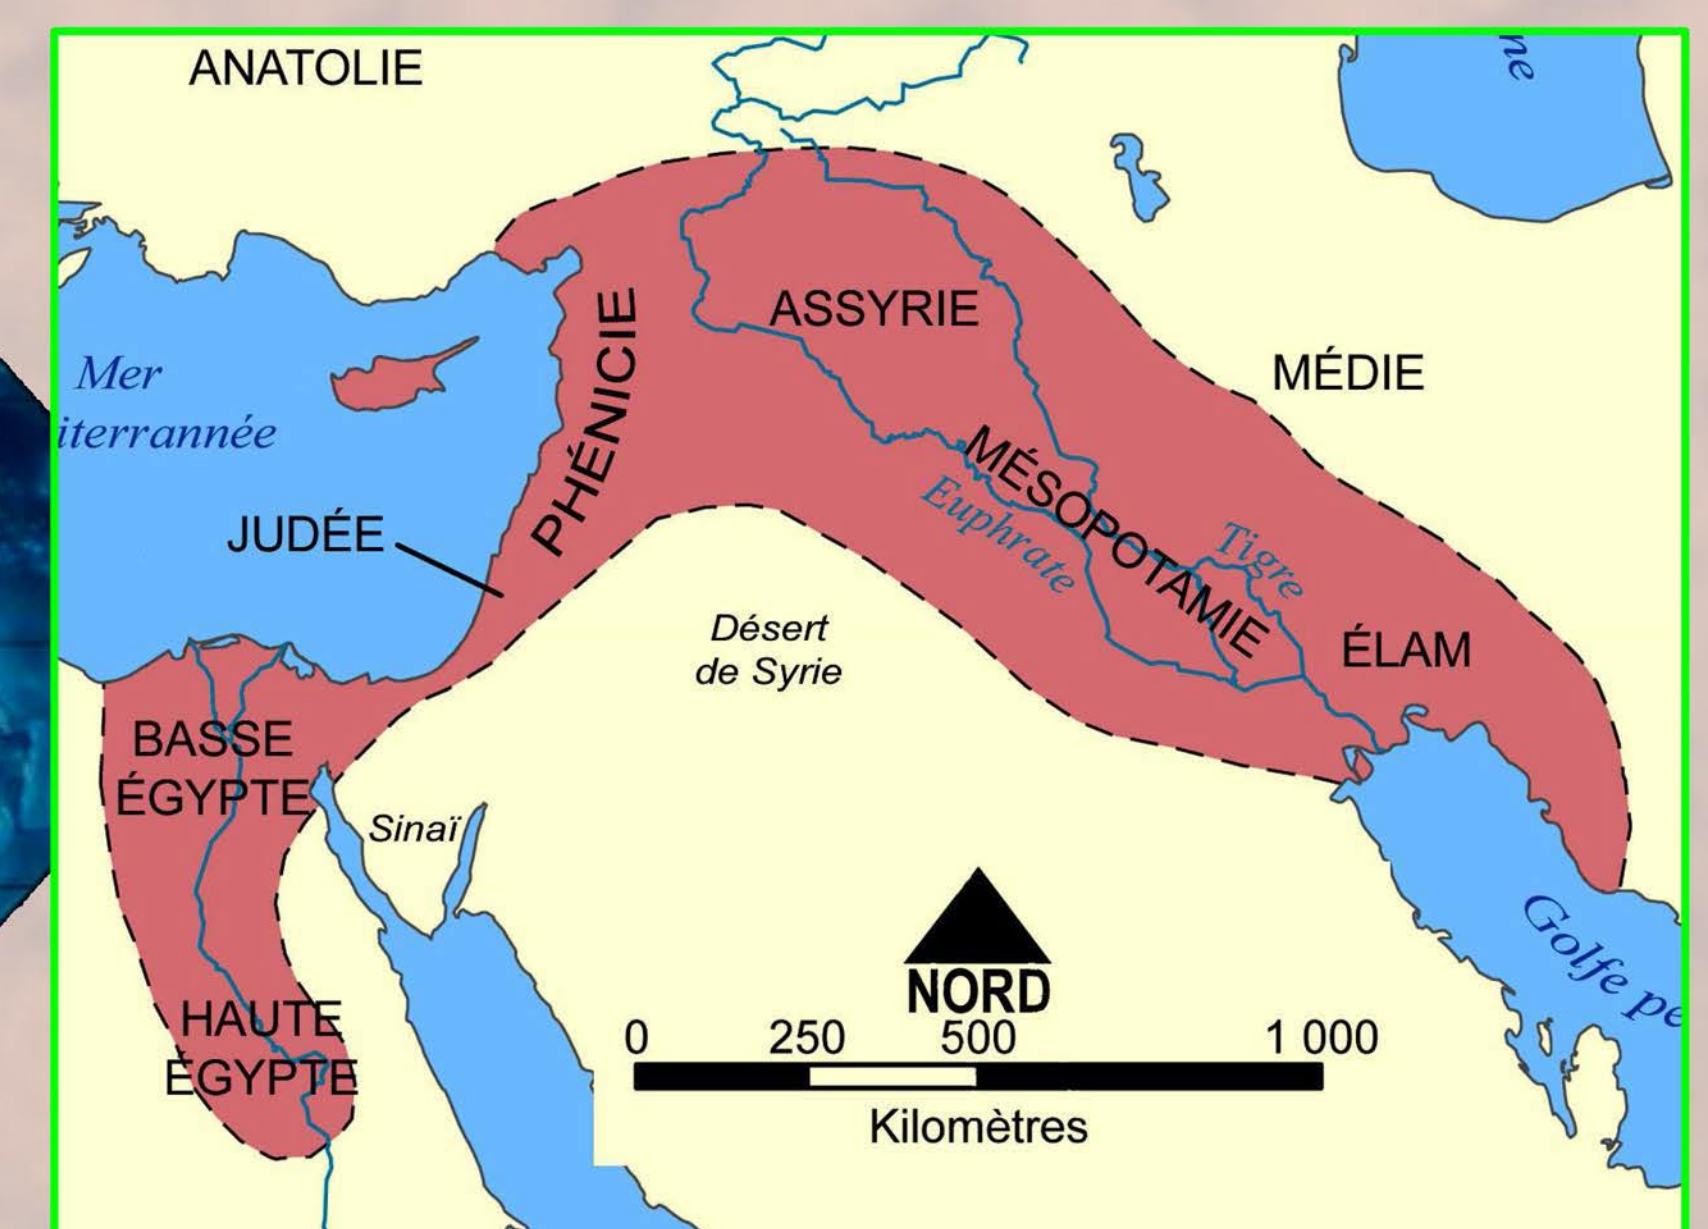 ANATOLIE
ne
ASSYRIE
PHÉNICIE
MÉDIE
Mer
iterrannée
MÉSOPOTAMIE
Euphrate
Tigre
JUDÉE
Désert
de Syrie
ÉLAM
BASSE
ÉGYPTE
Sinaï
Golfe pe
HAUTE
ÉGYPTE
NORD
0 250 500 1 000
Kilomètres